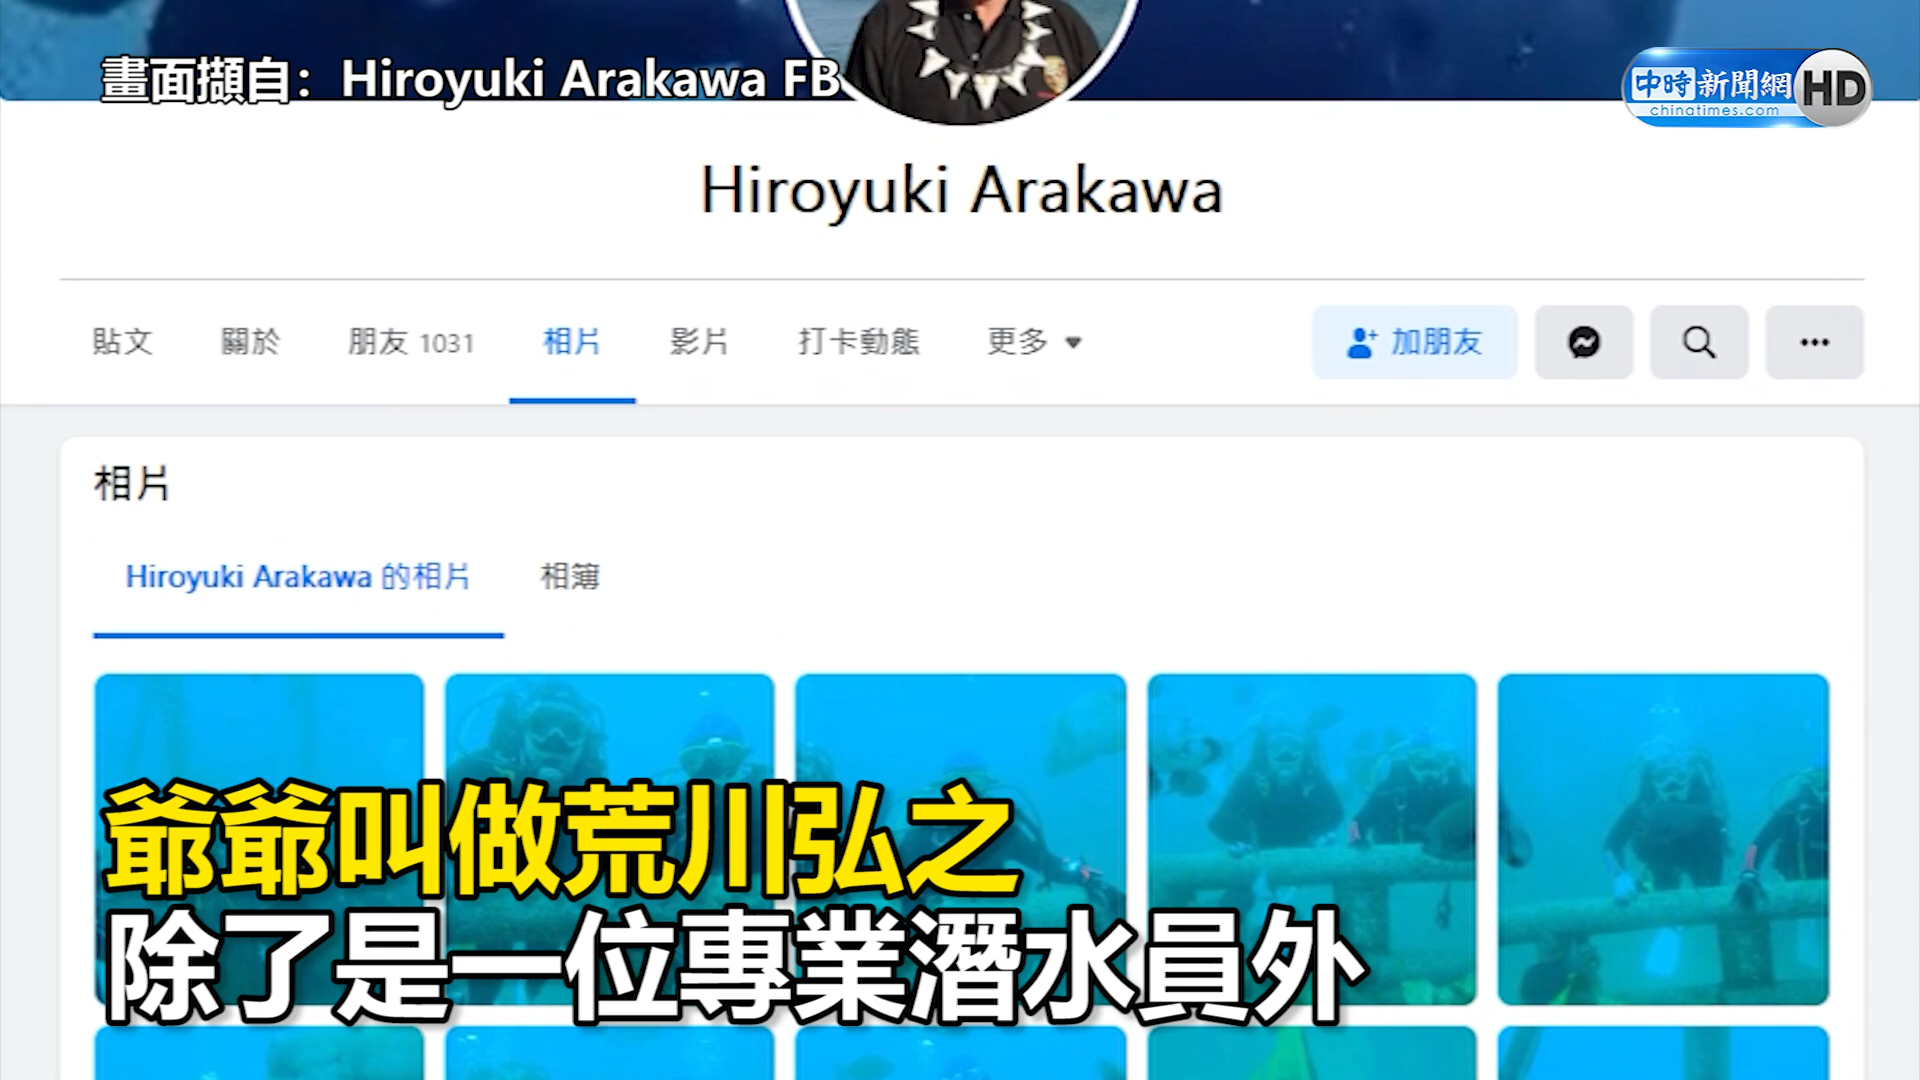 畫面擷自：Hiroyuki Arakawa FB
中時新聞網HD
chinatimes.com
Hiroyuki Arakawa
貼文 關於 朋友 1031 相片 影片 打卡動態 更多 加朋友
相片
Hiroyuki Arakawa 的相片 相簿
爺爺叫做荒川弘之
除了是一位專業潛水員外